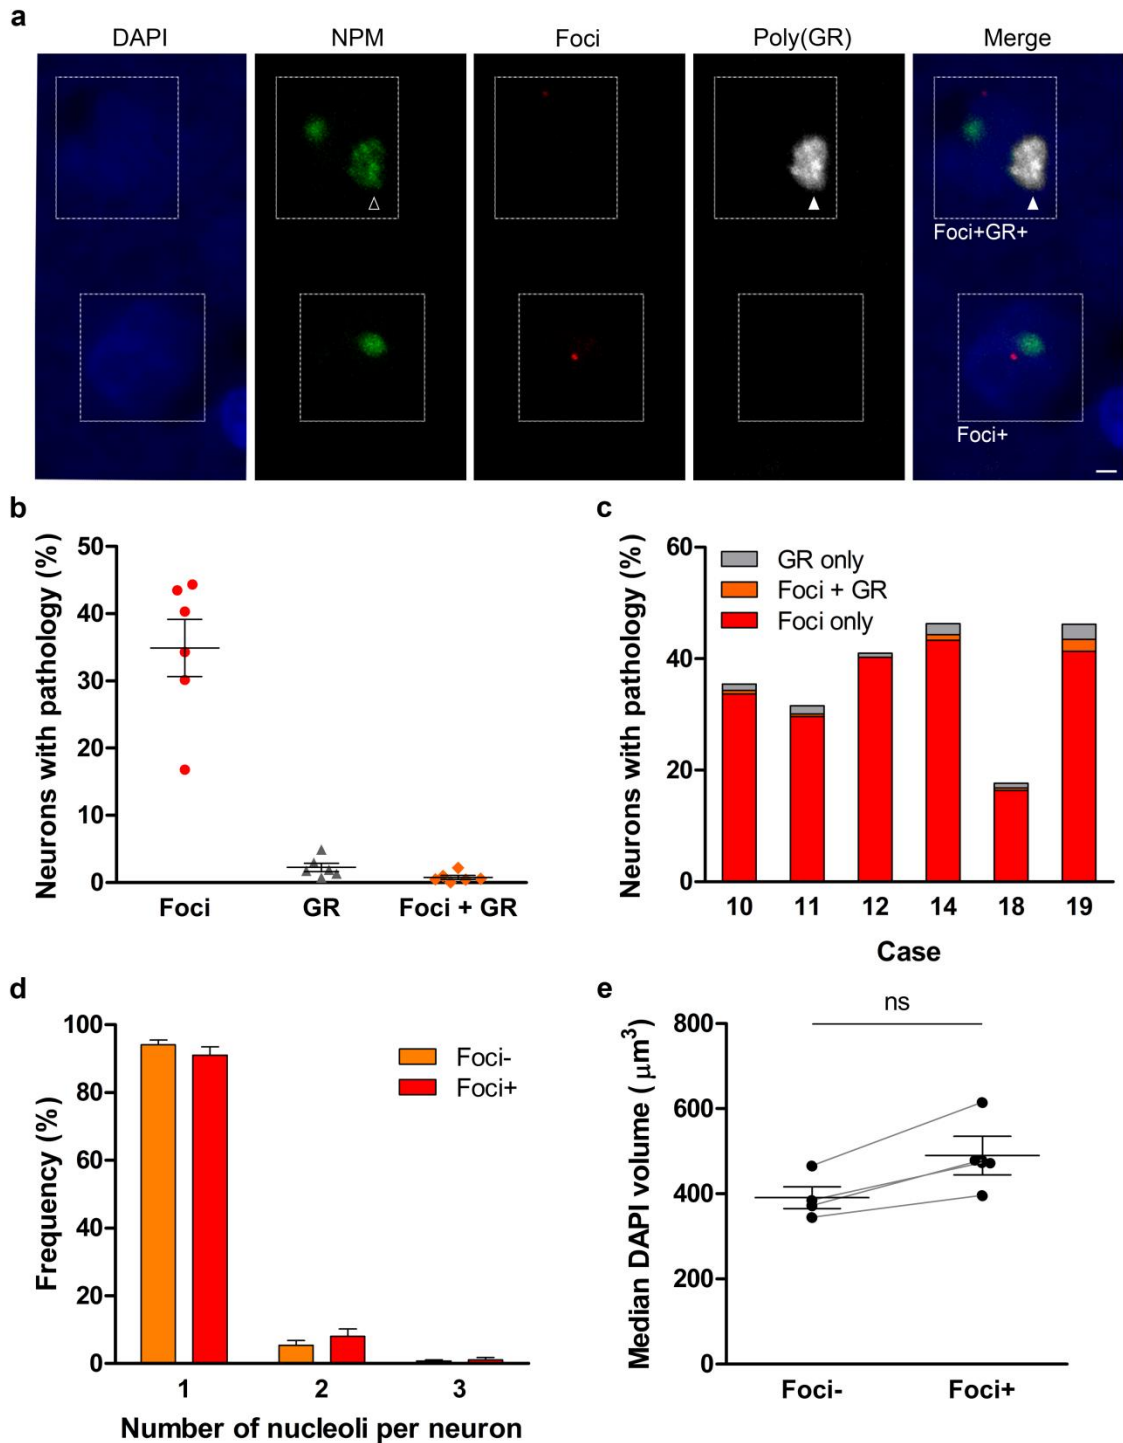 a
DAPI NPM Foci Poly(GR) Merge
Foci+GR+
Foci+
b
Neurons with pathology (%)
50
40
30
20
10
0
Foci GR Foci + GR
c
Neurons with pathology (%)
60
40
20
0
GR only
Foci + GR
Foci only
10 11 12 14 18 19
Case
d
Frequency (%)
100
80
60
40
20
0
Foci-
Foci+
1 2 3
Number of nucleoli per neuron
e
Median DAPI volume ( μm³)
800
600
400
200
0
ns
Foci- Foci+